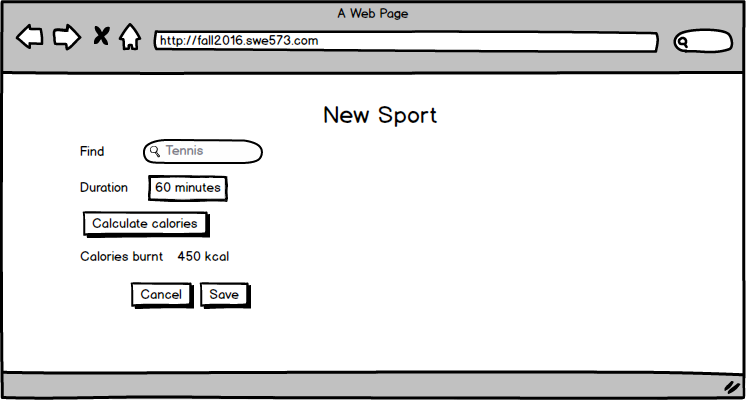 A Web Page
http://fall2016.swe573.com
New Sport
Find Tennis
Duration 60 minutes
Calculate calories
Calories burnt 450 kcal
Cancel Save